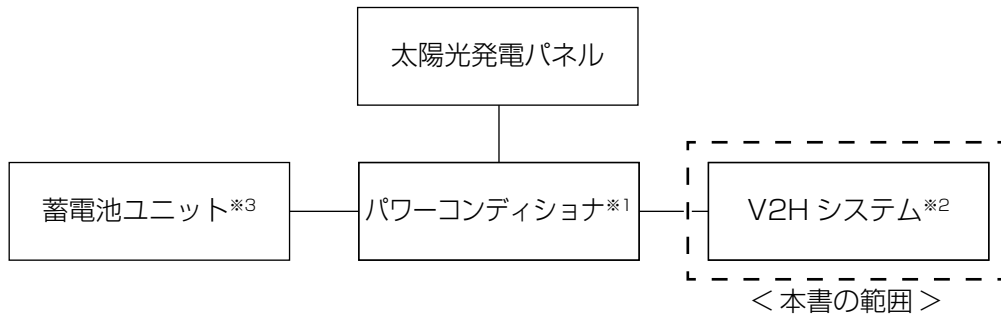 太陽光発電パネル
蓄電池ユニット※3
パワーコンディショナ※1
V2H システム※2
＜本書の範囲＞